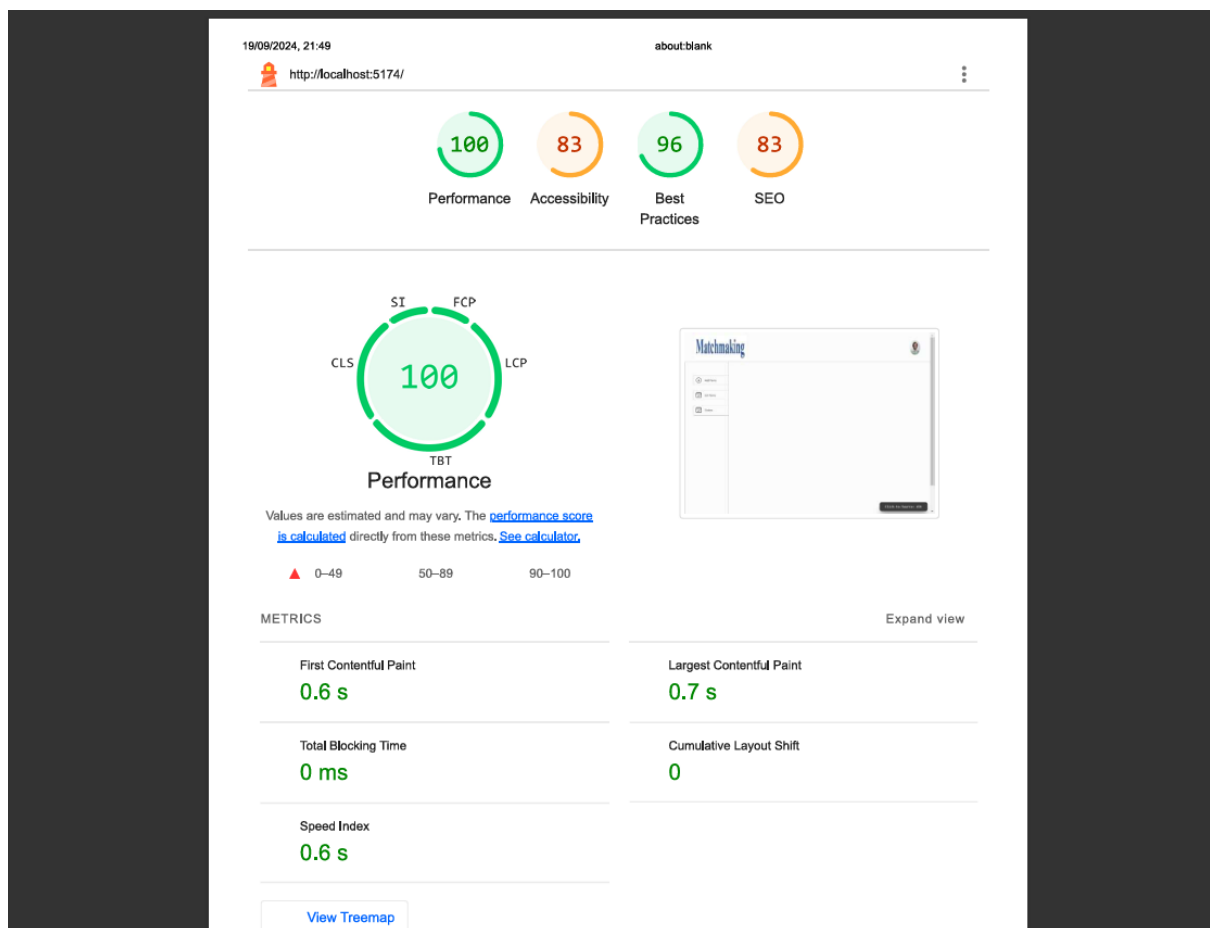 19/09/2024, 21:49 about:blank
http://localhost:5174/
100 83 96 83
Performance Accessibility Best Practices SEO
SI FCP
CLS LCP
100
TBT
Performance
Values are estimated and may vary. The performance score
is calculated directly from these metrics. See calculator.
0–49 50–89 90–100
Matchmaking
METRICS Expand view
First Contentful Paint Largest Contentful Paint
0.6 s 0.7 s
Total Blocking Time Cumulative Layout Shift
0 ms 0
Speed Index
0.6 s
View Treemap